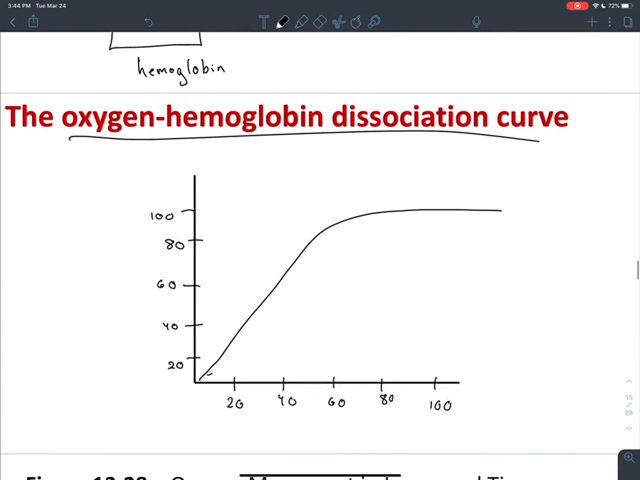 3:44 PM Tue Mar 24
72%
hemoglobin
The oxygen-hemoglobin dissociation curve
100
80
60
40
20
20 40 60 80 100
15
/
29